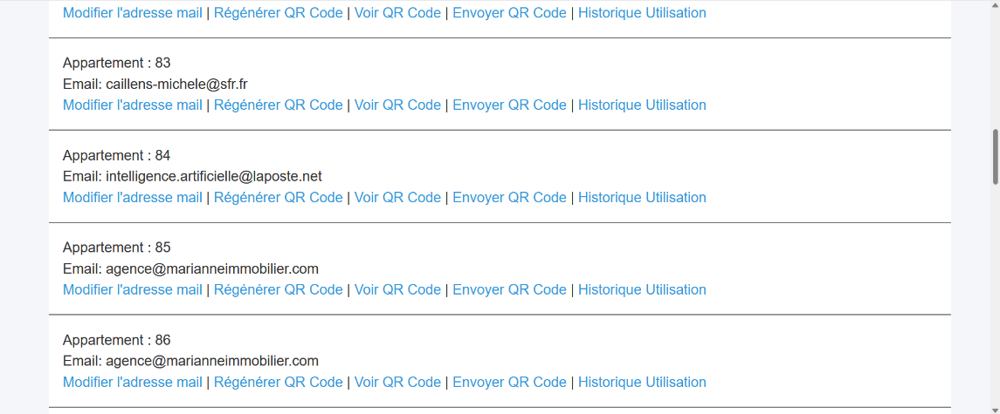 Modifier l'adresse mail | Régénérer QR Code | Voir QR Code | Envoyer QR Code | Historique Utilisation
Appartement : 83
Email: caillens-michele@sfr.fr
Modifier l'adresse mail | Régénérer QR Code | Voir QR Code | Envoyer QR Code | Historique Utilisation
Appartement : 84
Email: intelligence.artificielle@laposte.net
Modifier l'adresse mail | Régénérer QR Code | Voir QR Code | Envoyer QR Code | Historique Utilisation
Appartement : 85
Email: agence@marianneimmobilier.com
Modifier l'adresse mail | Régénérer QR Code | Voir QR Code | Envoyer QR Code | Historique Utilisation
Appartement : 86
Email: agence@marianneimmobilier.com
Modifier l'adresse mail | Régénérer QR Code | Voir QR Code | Envoyer QR Code | Historique Utilisation